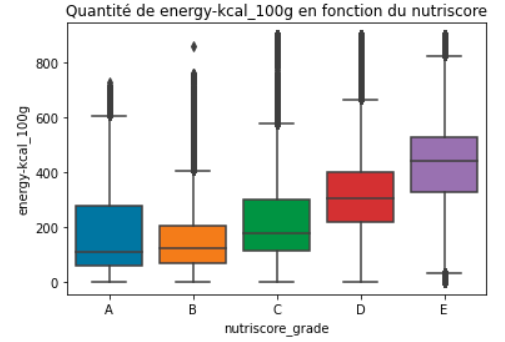 Quantité de energy-kcal_100g en fonction du nutriscore
energy-kcal_100g
800
600
400
200
0
A B C D E
nutriscore_grade